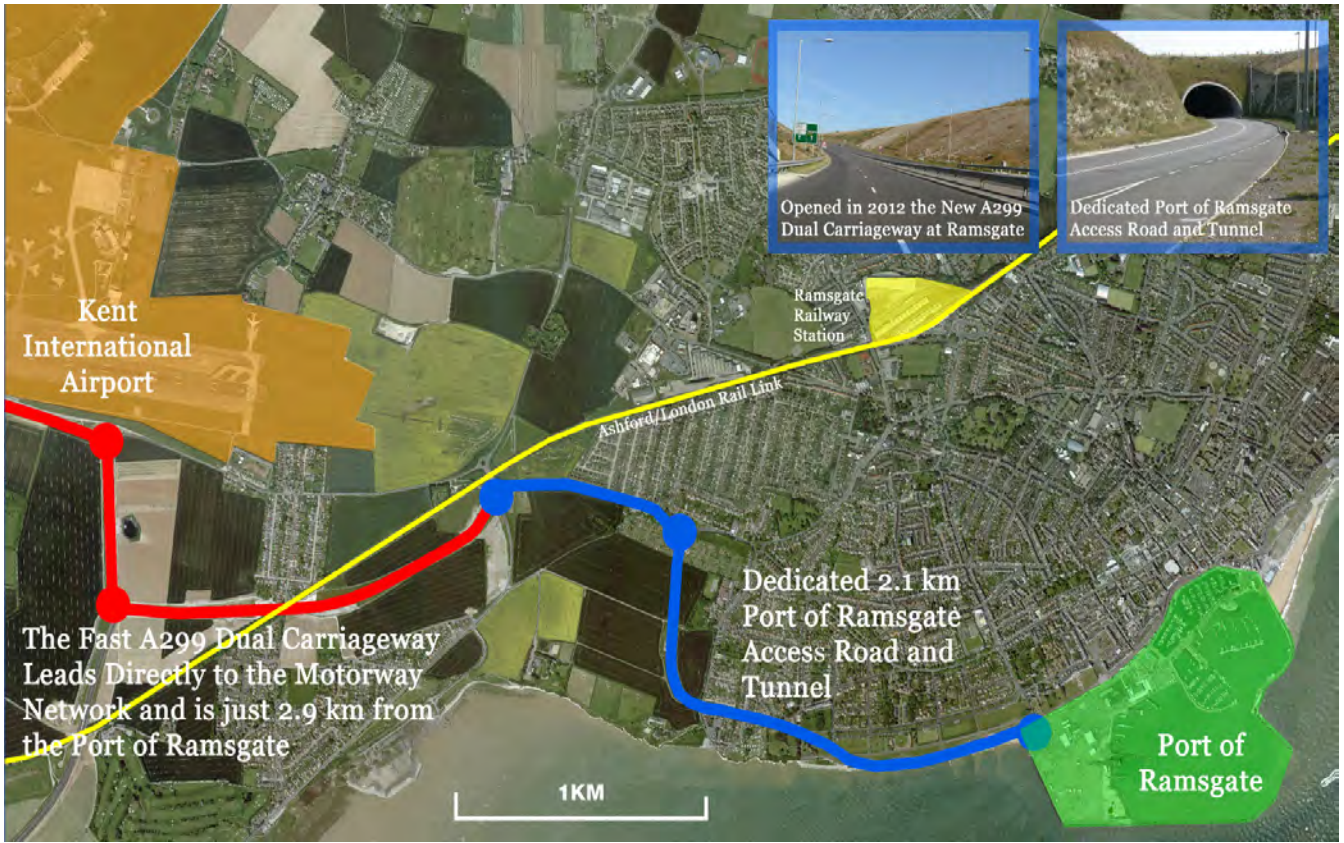 Opened in 2012 the New A299
Dual Carriageway at Ramsgate
Dedicated Port of Ramsgate
Access Road and Tunnel
Kent
International
Airport
Ramsgate
Railway
Station
Ashford/London Rail Link
The Fast A299 Dual Carriageway
Leads Directly to the Motorway
Network and is just 2.9 km from
the Port of Ramsgate
Dedicated 2.1 km
Port of Ramsgate
Access Road and
Tunnel
Port of
Ramsgate
1KM